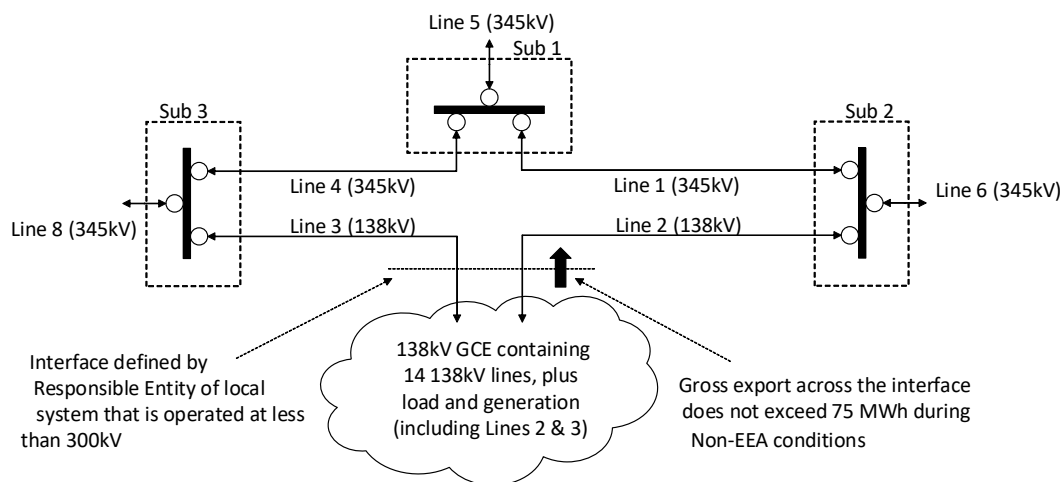 Line 5 (345kV)
Sub 1
Sub 3
Sub 2
Line 4 (345kV)
Line 1 (345kV)
Line 6 (345kV)
Line 8 (345kV)
Line 3 (138kV)
Line 2 (138kV)
Interface defined by
Responsible Entity of local
system that is operated at less
than 300kV
138kV GCE containing
14 138kV lines, plus
load and generation
(including Lines 2 & 3)
Gross export across the interface
does not exceed 75 MWh during
Non-EEA conditions